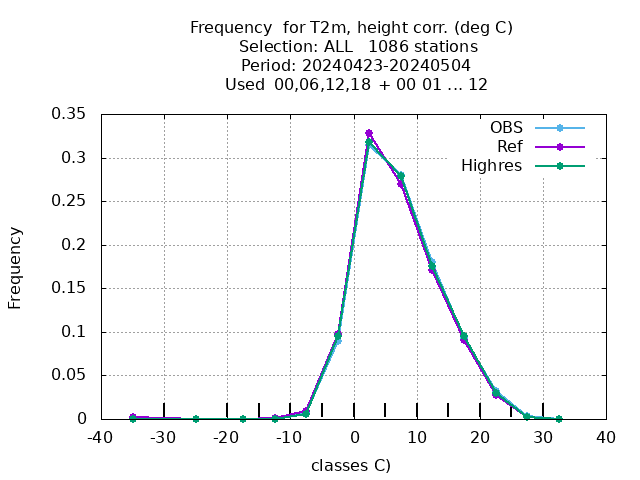 Frequency  for T2m, height corr. (deg C)
Selection: ALL   1086 stations
Period: 20240423-20240504
Used  00,06,12,18  + 00 01 ... 12
0.35
0.3
0.25
0.2
0.15
0.1
0.05
0
Frequency
OBS
Ref
Highres
-40 -30 -20 -10 0 10 20 30 40
classes C)